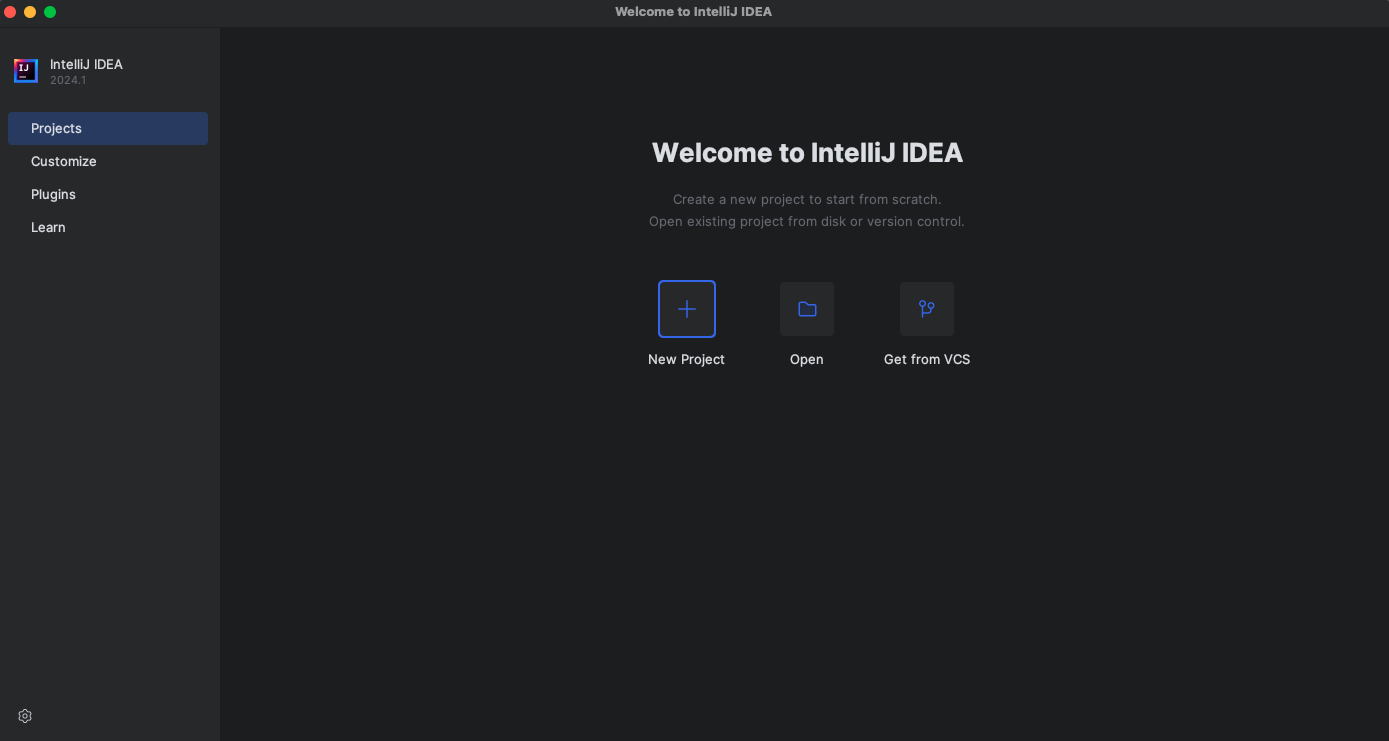 Welcome to IntelliJ IDEA
IJ
IntelliJ IDEA
2024.1
Projects
Customize
Plugins
Learn
Welcome to IntelliJ IDEA
Create a new project to start from scratch.
Open existing project from disk or version control.
New Project
Open
Get from VCS